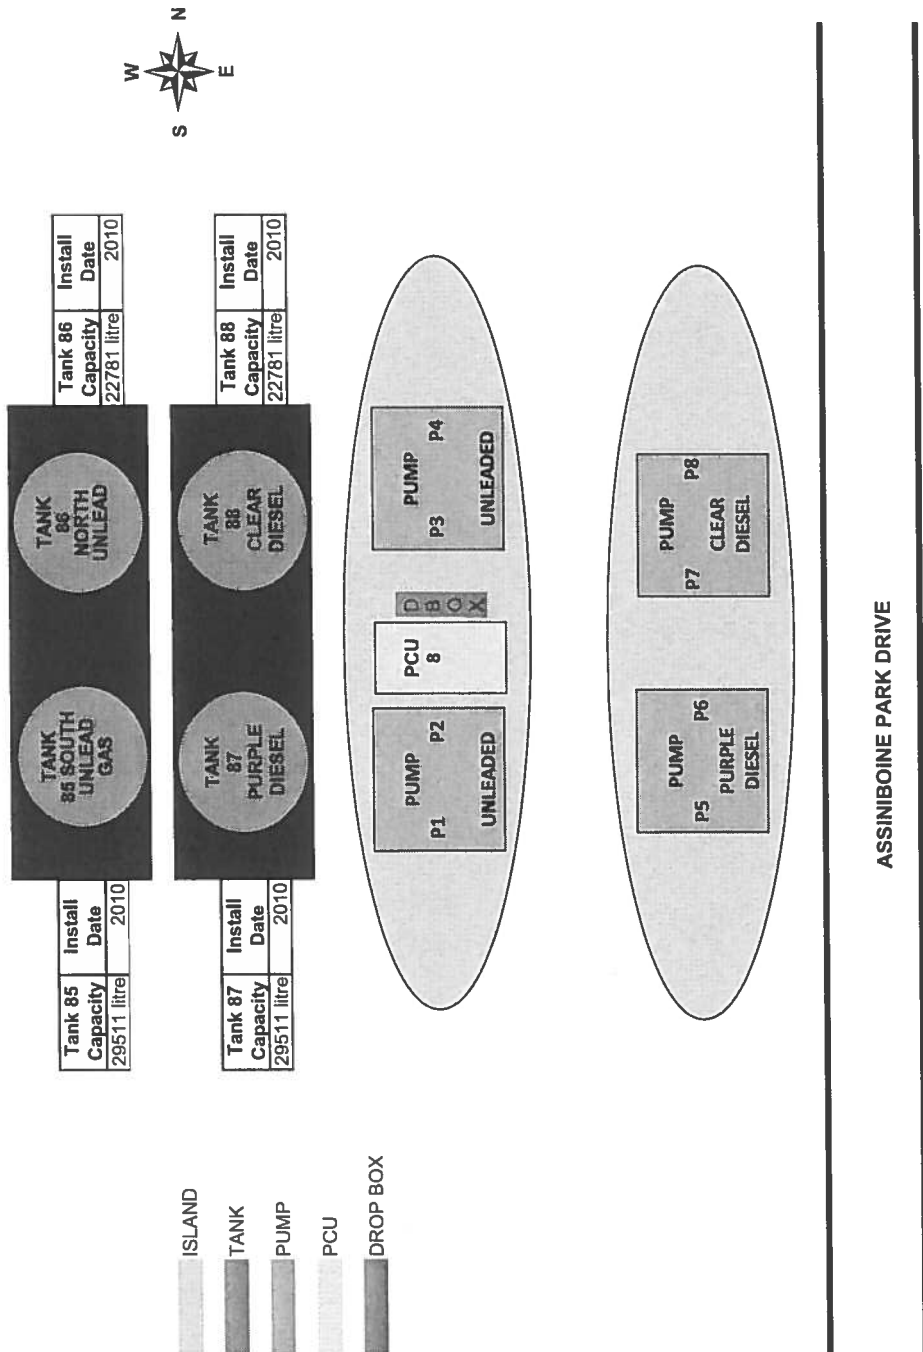 W
N
S
E
Tank 85
Capacity
Install
Date
29511 litre
2010
TANK
85 SOUTH
UNLEAD
GAS
TANK
86
NORTH
UNLEAD
Tank 86
Capacity
Install
Date
22781 litre
2010
Tank 87
Capacity
Install
Date
29511 litre
2010
TANK
87
PURPLE
DIESEL
TANK
88
CLEAR
DIESEL
Tank 88
Capacity
Install
Date
22781 litre
2010
ISLAND
TANK
PUMP
PCU
DROP BOX
PUMP
P1 P2
UNLEADED
PCU
8
D
B
O
X
PUMP
P3 P4
UNLEADED
PUMP
P5 P6
PURPLE
DIESEL
PUMP
P7 P8
CLEAR
DIESEL
ASSINIBOINE PARK DRIVE